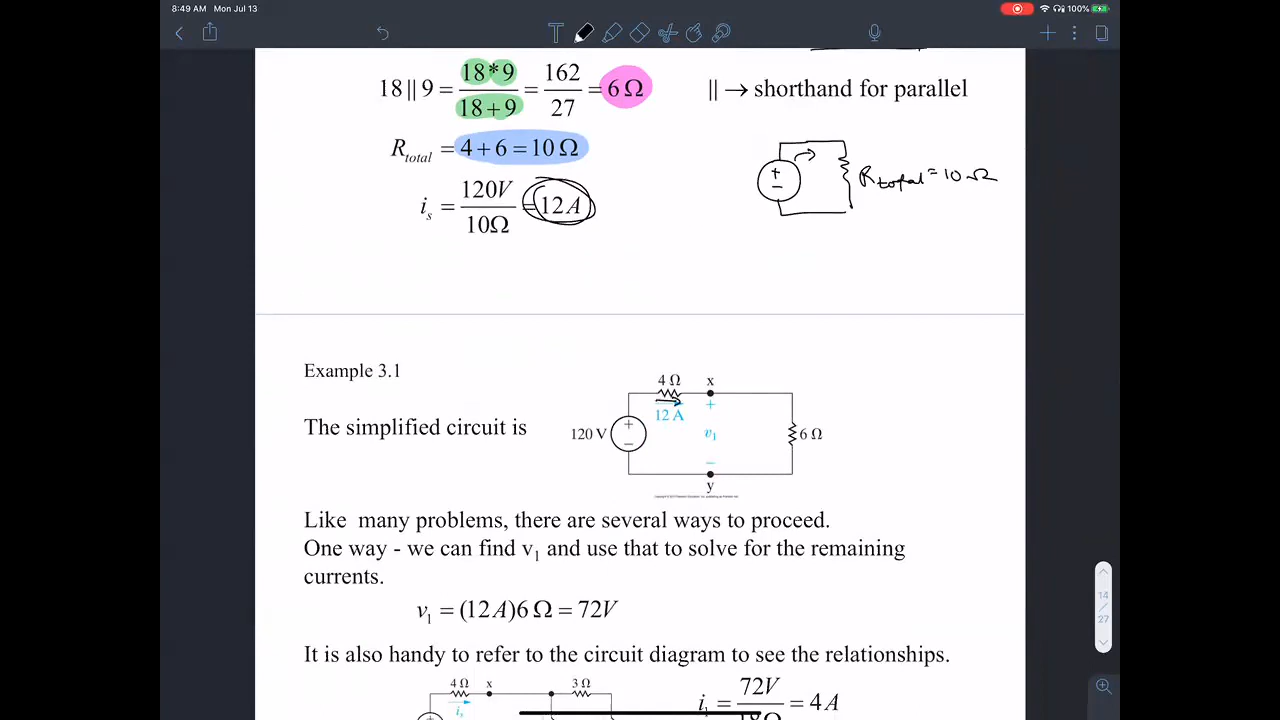 8:49 AM Mon Jul 13
100%
18 || 9 = 18*9 / 18+9 = 162 / 27 = 6 Ω
|| → shorthand for parallel
R_total = 4 + 6 = 10 Ω
+
−
R_total = 10 Ω
i_s = 120V / 10Ω = 12A
Example 3.1
4 Ω
x
12 A
+
The simplified circuit is
120 V
+
−
v_1
6 Ω
−
y
Like many problems, there are several ways to proceed.
One way - we can find v_1 and use that to solve for the remaining
currents.
v_1 = (12A)6 Ω = 72V
It is also handy to refer to the circuit diagram to see the relationships.
4 Ω
x
3 Ω
i_s
i_1 = 72V / 18Ω = 4A
14
/
27